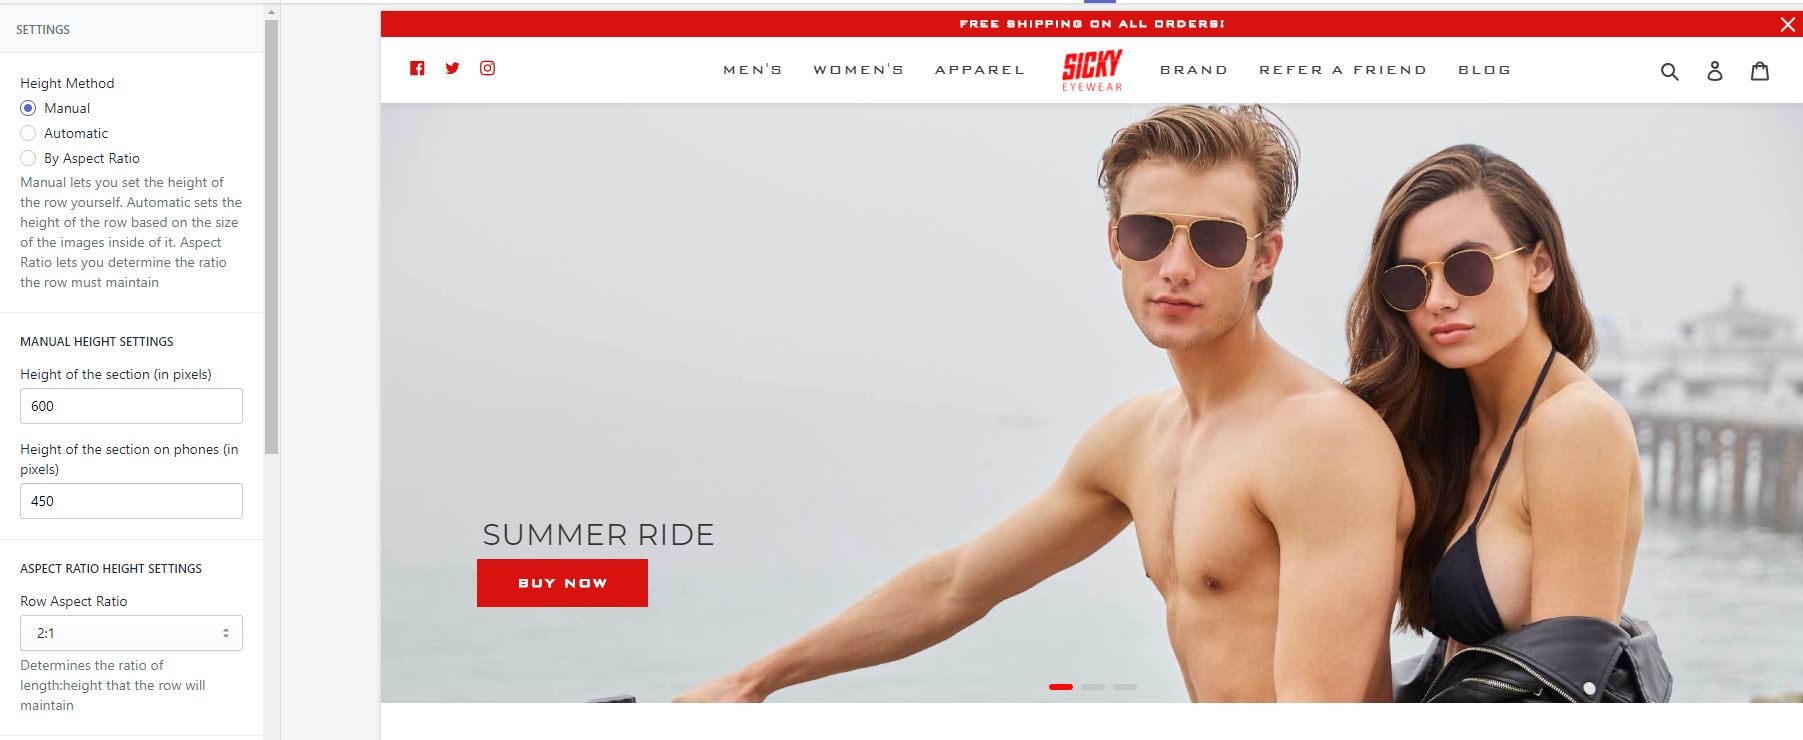 SETTINGS
Height Method
Manual
Automatic
By Aspect Ratio
Manual lets you set the height of
the row yourself. Automatic sets the
height of the row based on the size
of the images inside of it. Aspect
Ratio lets you determine the ratio
the row must maintain
MANUAL HEIGHT SETTINGS
Height of the section (in pixels)
600
Height of the section on phones (in
pixels)
450
ASPECT RATIO HEIGHT SETTINGS
Row Aspect Ratio
2:1
Determines the ratio of
length:height that the row will
maintain
FREE SHIPPING ON ALL ORDERS!
MEN'S WOMEN'S APPAREL SICKY EYEWEAR BRAND REFER A FRIEND BLOG
SUMMER RIDE
BUY NOW